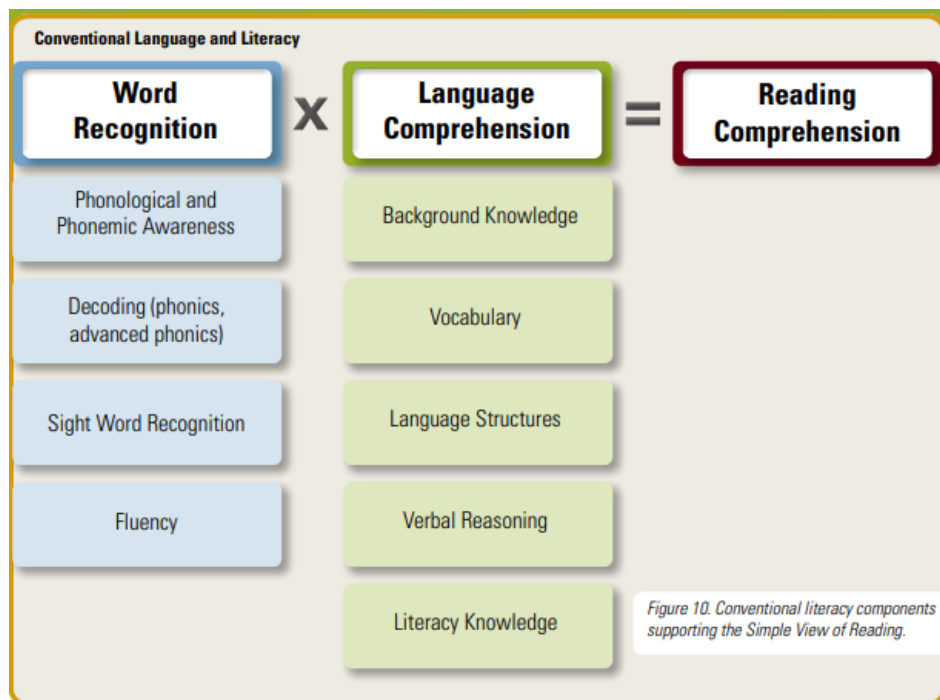 Conventional Language and Literacy
Word
Recognition
X
Language
Comprehension
=
Reading
Comprehension
Phonological and
Phonemic Awareness
Decoding (phonics,
advanced phonics)
Sight Word Recognition
Fluency
Background Knowledge
Vocabulary
Language Structures
Verbal Reasoning
Literacy Knowledge
Figure 10. Conventional literacy components
supporting the Simple View of Reading.